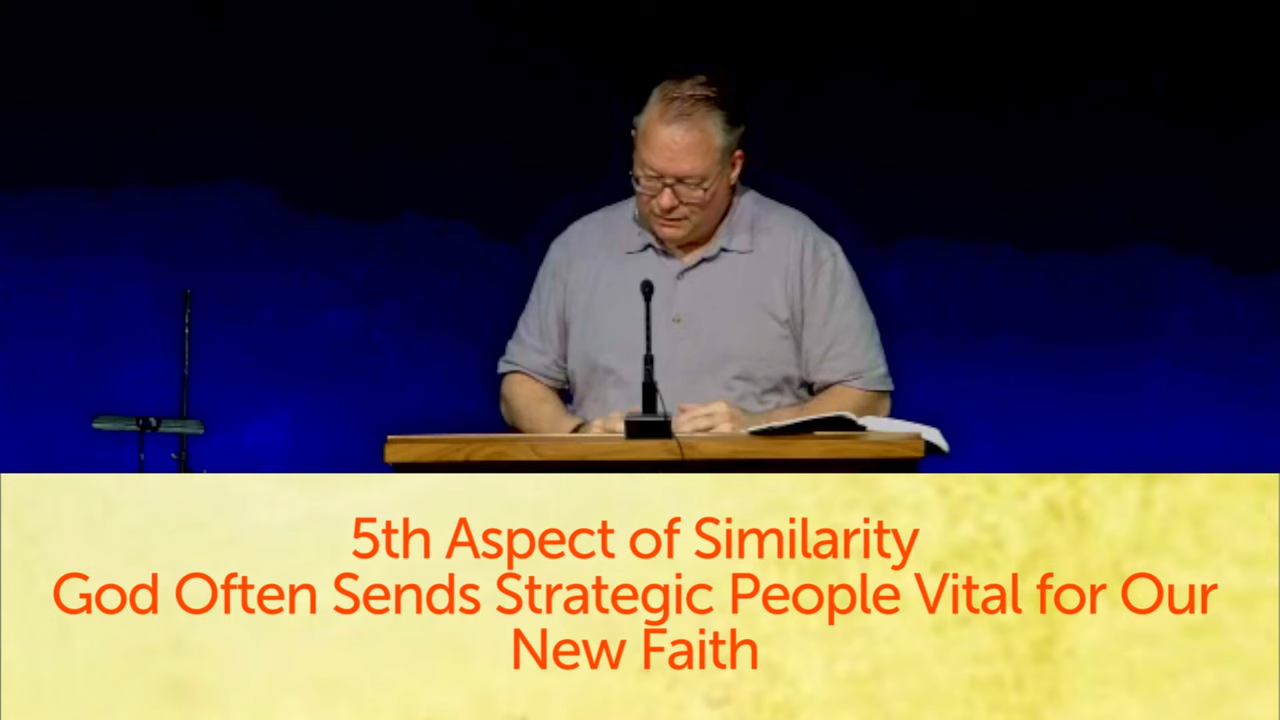 5th Aspect of Similarity
God Often Sends Strategic People Vital for Our
New Faith